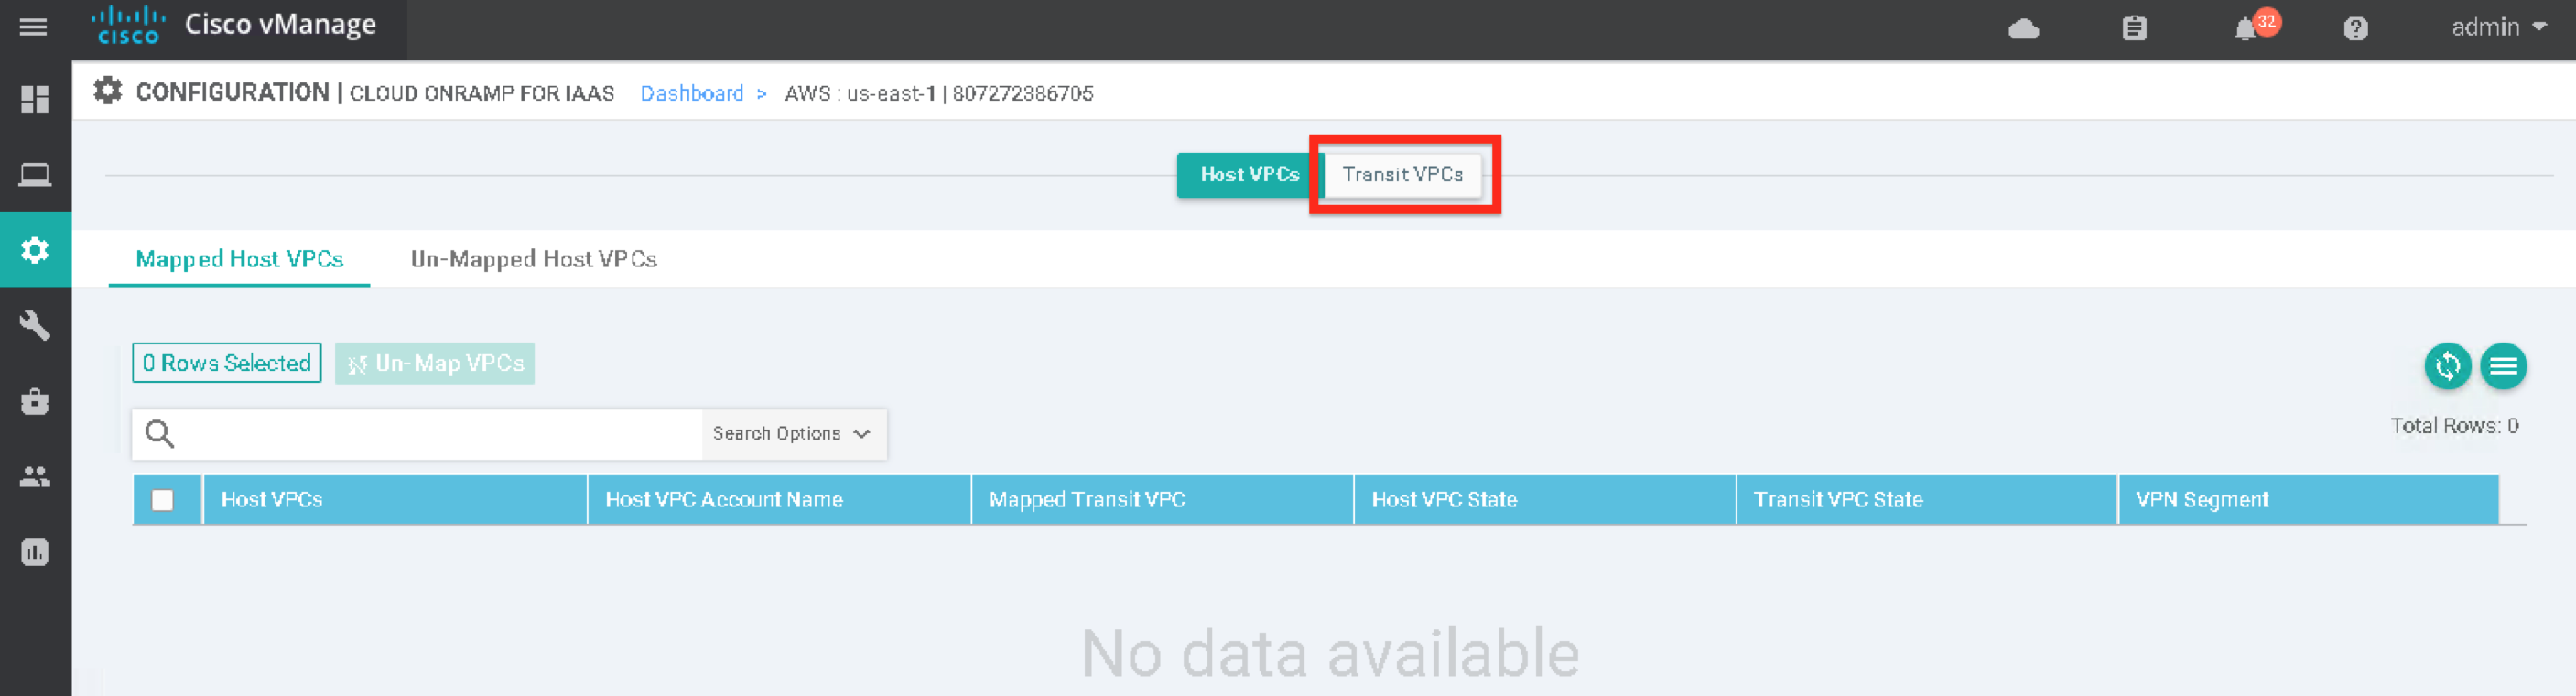 cisco Cisco vManage 32 admin
CONFIGURATION | CLOUD ONRAMP FOR IAAS Dashboard > AWS : us-east-1 | 807272386705
Host VPCs Transit VPCs
Mapped Host VPCs Un-Mapped Host VPCs
0 Rows Selected Un-Map VPCs
Search Options Total Rows: 0
Host VPCs Host VPC Account Name Mapped Transit VPC Host VPC State Transit VPC State VPN Segment
No data available